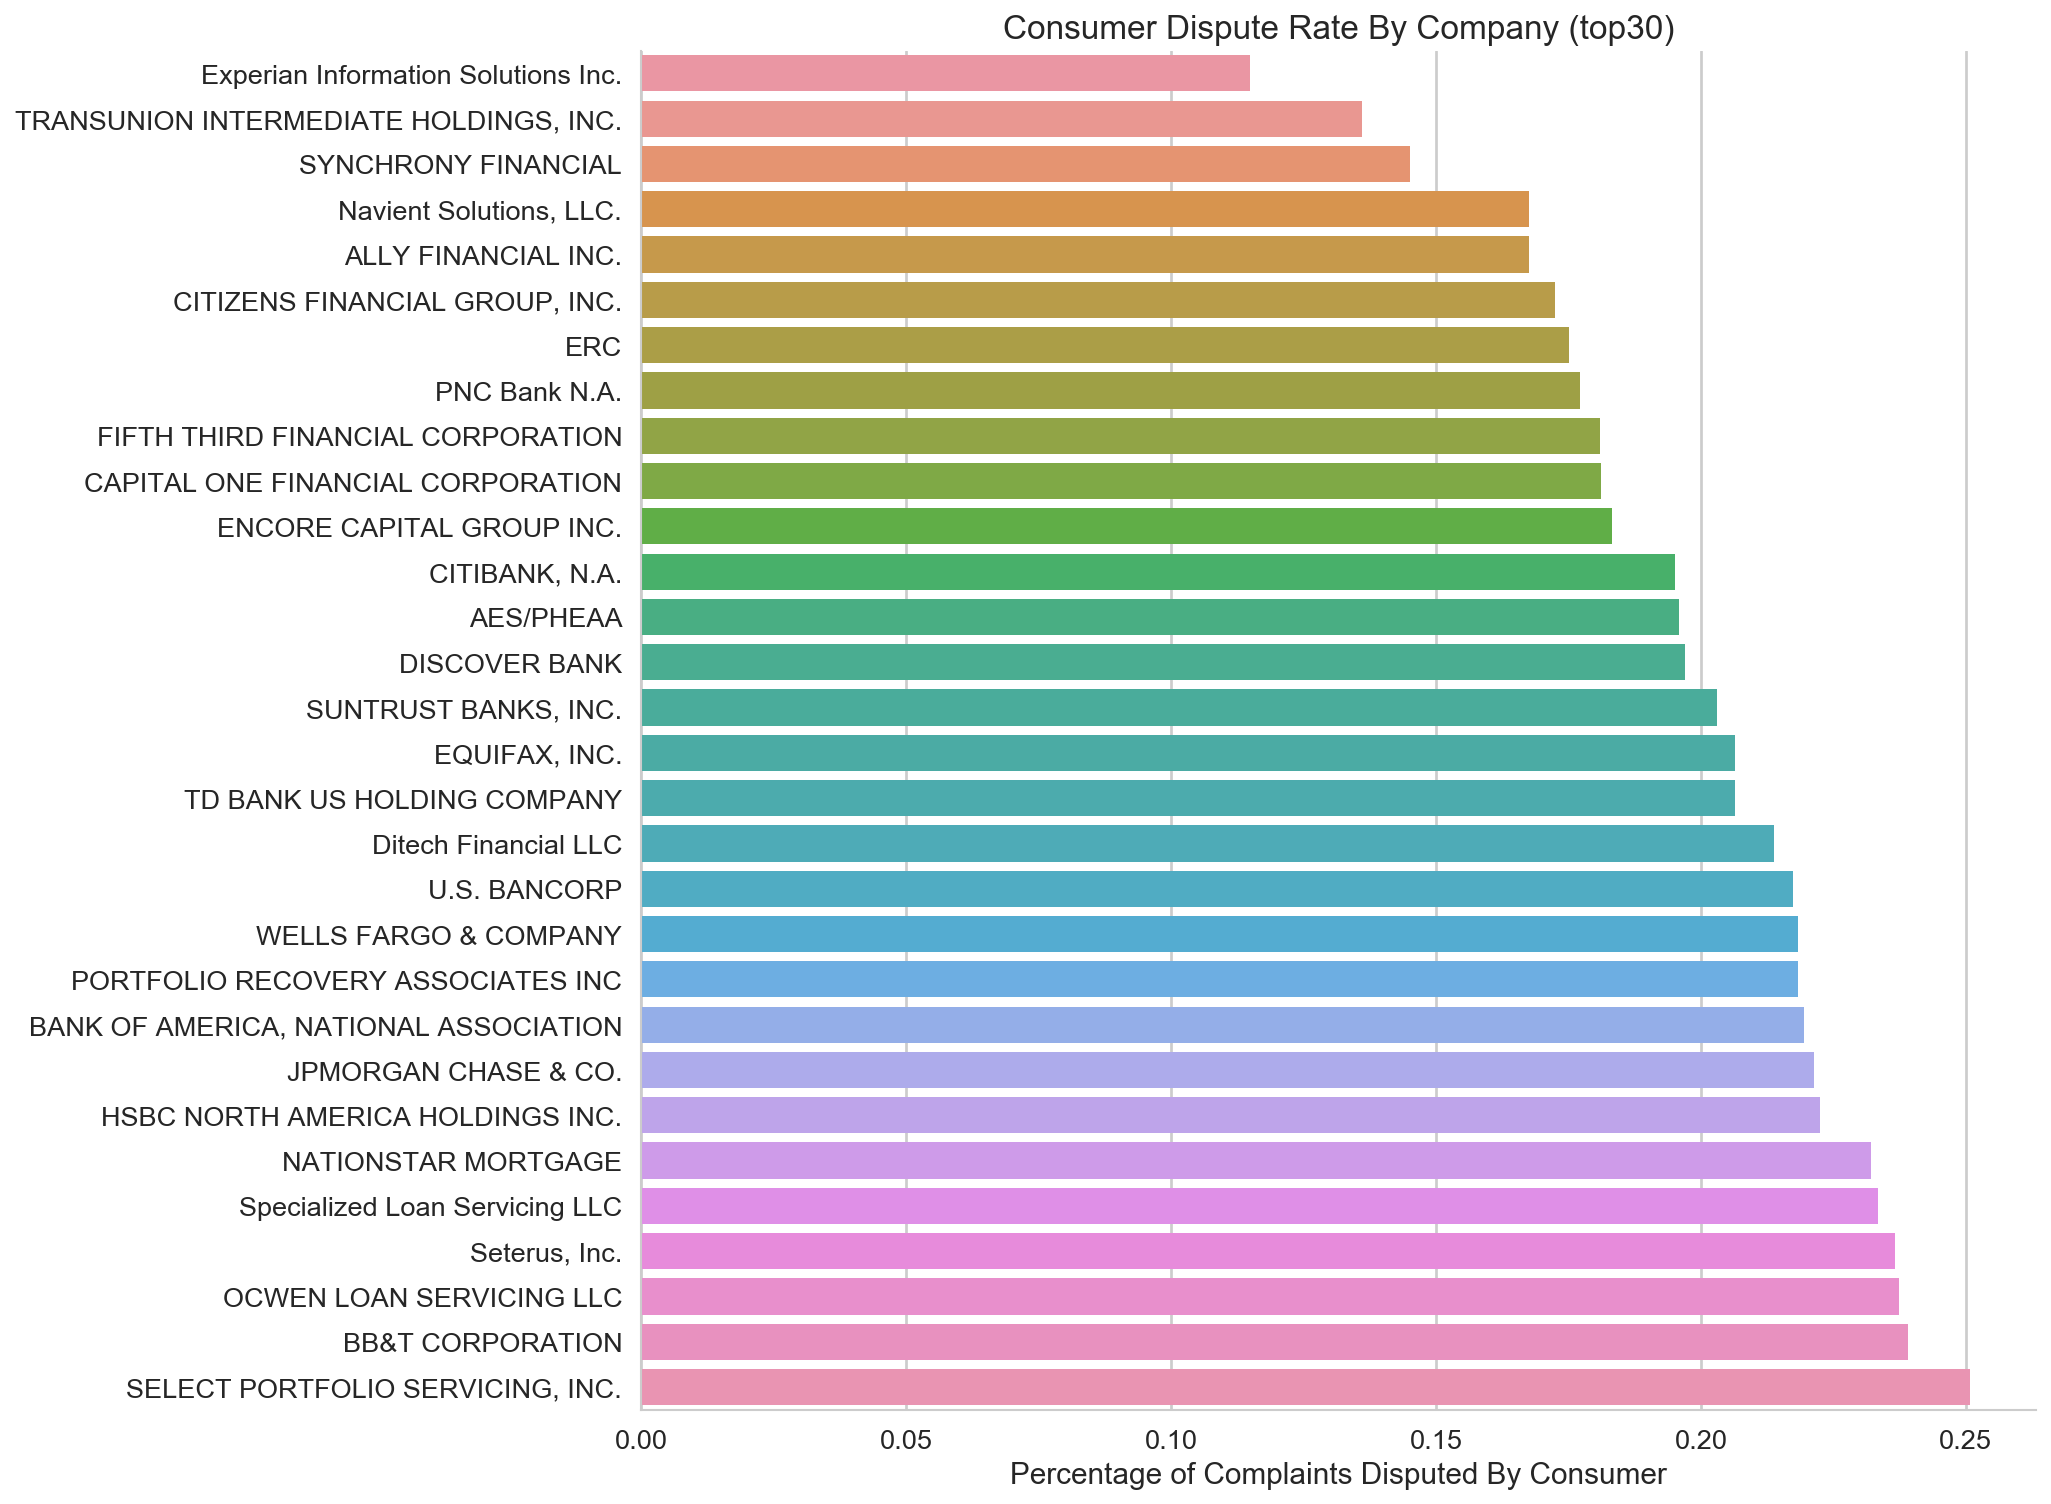 Consumer Dispute Rate By Company (top30)
Experian Information Solutions Inc.
TRANSUNION INTERMEDIATE HOLDINGS, INC.
SYNCHRONY FINANCIAL
Navient Solutions, LLC.
ALLY FINANCIAL INC.
CITIZENS FINANCIAL GROUP, INC.
ERC
PNC Bank N.A.
FIFTH THIRD FINANCIAL CORPORATION
CAPITAL ONE FINANCIAL CORPORATION
ENCORE CAPITAL GROUP INC.
CITIBANK, N.A.
AES/PHEAA
DISCOVER BANK
SUNTRUST BANKS, INC.
EQUIFAX, INC.
TD BANK US HOLDING COMPANY
Ditech Financial LLC
U.S. BANCORP
WELLS FARGO & COMPANY
PORTFOLIO RECOVERY ASSOCIATES INC
BANK OF AMERICA, NATIONAL ASSOCIATION
JPMORGAN CHASE & CO.
HSBC NORTH AMERICA HOLDINGS INC.
NATIONSTAR MORTGAGE
Specialized Loan Servicing LLC
Seterus, Inc.
OCWEN LOAN SERVICING LLC
BB&T CORPORATION
SELECT PORTFOLIO SERVICING, INC.
0.00 0.05 0.10 0.15 0.20 0.25
Percentage of Complaints Disputed By Consumer